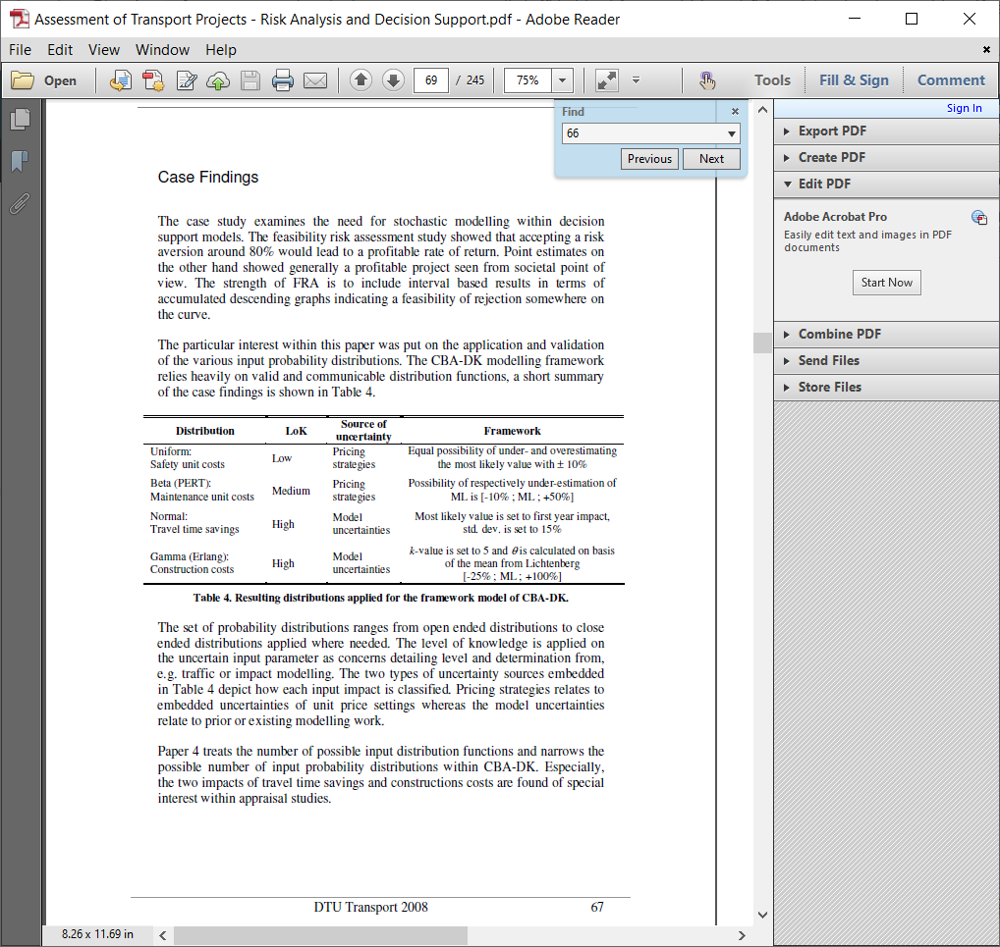 Assessment of Transport Projects - Risk Analysis and Decision Support.pdf - Adobe Reader
File Edit View Window Help
Open 69 / 245 75% Tools Fill & Sign Comment
Sign In
Find
66
Previous Next
Export PDF
Create PDF
Edit PDF
Adobe Acrobat Pro
Easily edit text and images in PDF
documents
Start Now
Combine PDF
Send Files
Store Files
Case Findings
The case study examines the need for stochastic modelling within decision
support models. The feasibility risk assessment study showed that accepting a risk
aversion around 80% would lead to a profitable rate of return. Point estimates on
the other hand showed generally a profitable project seen from societal point of
view. The strength of FRA is to include interval based results in terms of
accumulated descending graphs indicating a feasibility of rejection somewhere on
the curve.
The particular interest within this paper was put on the application and validation
of the various input probability distributions. The CBA-DK modelling framework
relies heavily on valid and communicable distribution functions, a short summary
of the case findings is shown in Table 4.
Distribution LoK Source of uncertainty Framework
Uniform: Low Pricing Equal possibility of under- and overestimating
Safety unit costs strategies the most likely value with ± 10%
Beta (PERT): Medium Pricing Possibility of respectively under-estimation of
Maintenance unit costs strategies ML is [-10% ; ML ; +50%]
Normal: High Model Most likely value is set to first year impact,
Travel time savings uncertainties std. dev. is set to 15%
Gamma (Erlang): High Model k-value is set to 5 and θ is calculated on basis
Construction costs uncertainties of the mean from Lichtenberg
[-25% ; ML ; +100%]
Table 4. Resulting distributions applied for the framework model of CBA-DK.
The set of probability distributions ranges from open ended distributions to close
ended distributions applied where needed. The level of knowledge is applied on
the uncertain input parameter as concerns detailing level and determination from,
e.g. traffic or impact modelling. The two types of uncertainty sources embedded
in Table 4 depict how each input impact is classified. Pricing strategies relates to
embedded uncertainties of unit price settings whereas the model uncertainties
relate to prior or existing modelling work.
Paper 4 treats the number of possible input distribution functions and narrows the
possible number of input probability distributions within CBA-DK. Especially,
the two impacts of travel time savings and constructions costs are found of special
interest within appraisal studies.
DTU Transport 2008 67
8.26 x 11.69 in